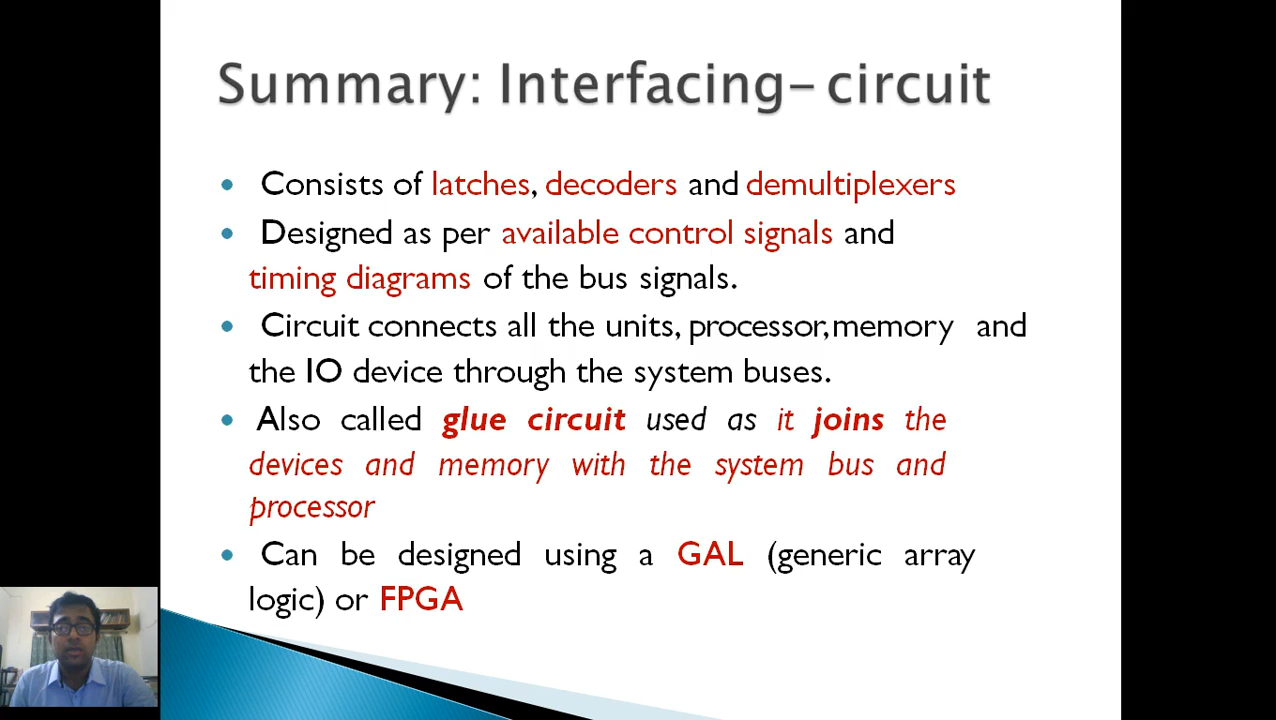 Summary: Interfacing- circuit
Consists of latches, decoders and demultiplexers
Designed as per available control signals and
timing diagrams of the bus signals.
Circuit connects all the units, processor, memory and
the IO device through the system buses.
Also called glue circuit used as it joins the
devices and memory with the system bus and
processor
Can be designed using a GAL (generic array
logic) or FPGA